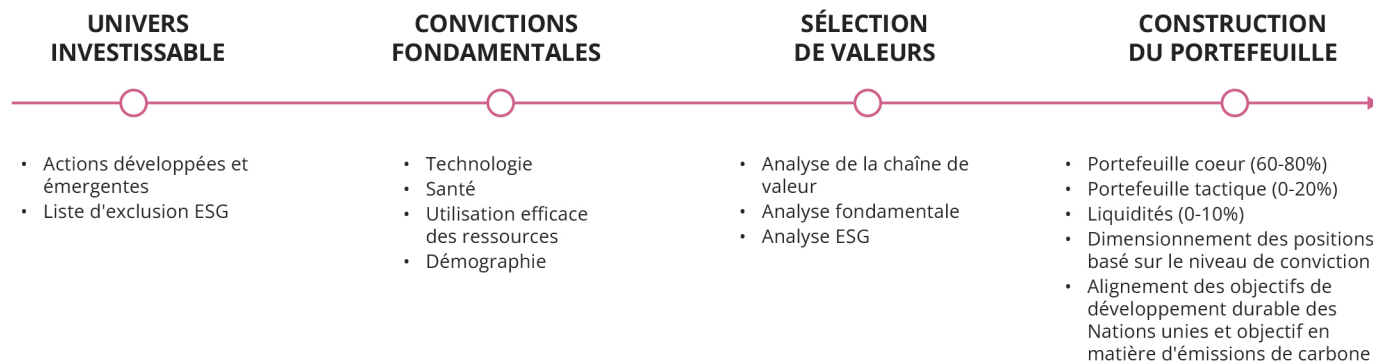 UNIVERS
INVESTISSABLE
• Actions développées et
émergentes
• Liste d'exclusion ESG
CONVICTIONS
FONDAMENTALES
• Technologie
• Santé
• Utilisation efficace
des ressources
• Démographie
SÉLECTION
DE VALEURS
• Analyse de la chaîne de
valeur
• Analyse fondamentale
• Analyse ESG
CONSTRUCTION
DU PORTEFEUILLE
• Portefeuille coeur (60-80%)
• Portefeuille tactique (0-20%)
• Liquidités (0-10%)
• Dimensionnement des positions
basé sur le niveau de conviction
• Alignement des objectifs de
développement durable des
Nations unies et objectif en
matière d'émissions de carbone